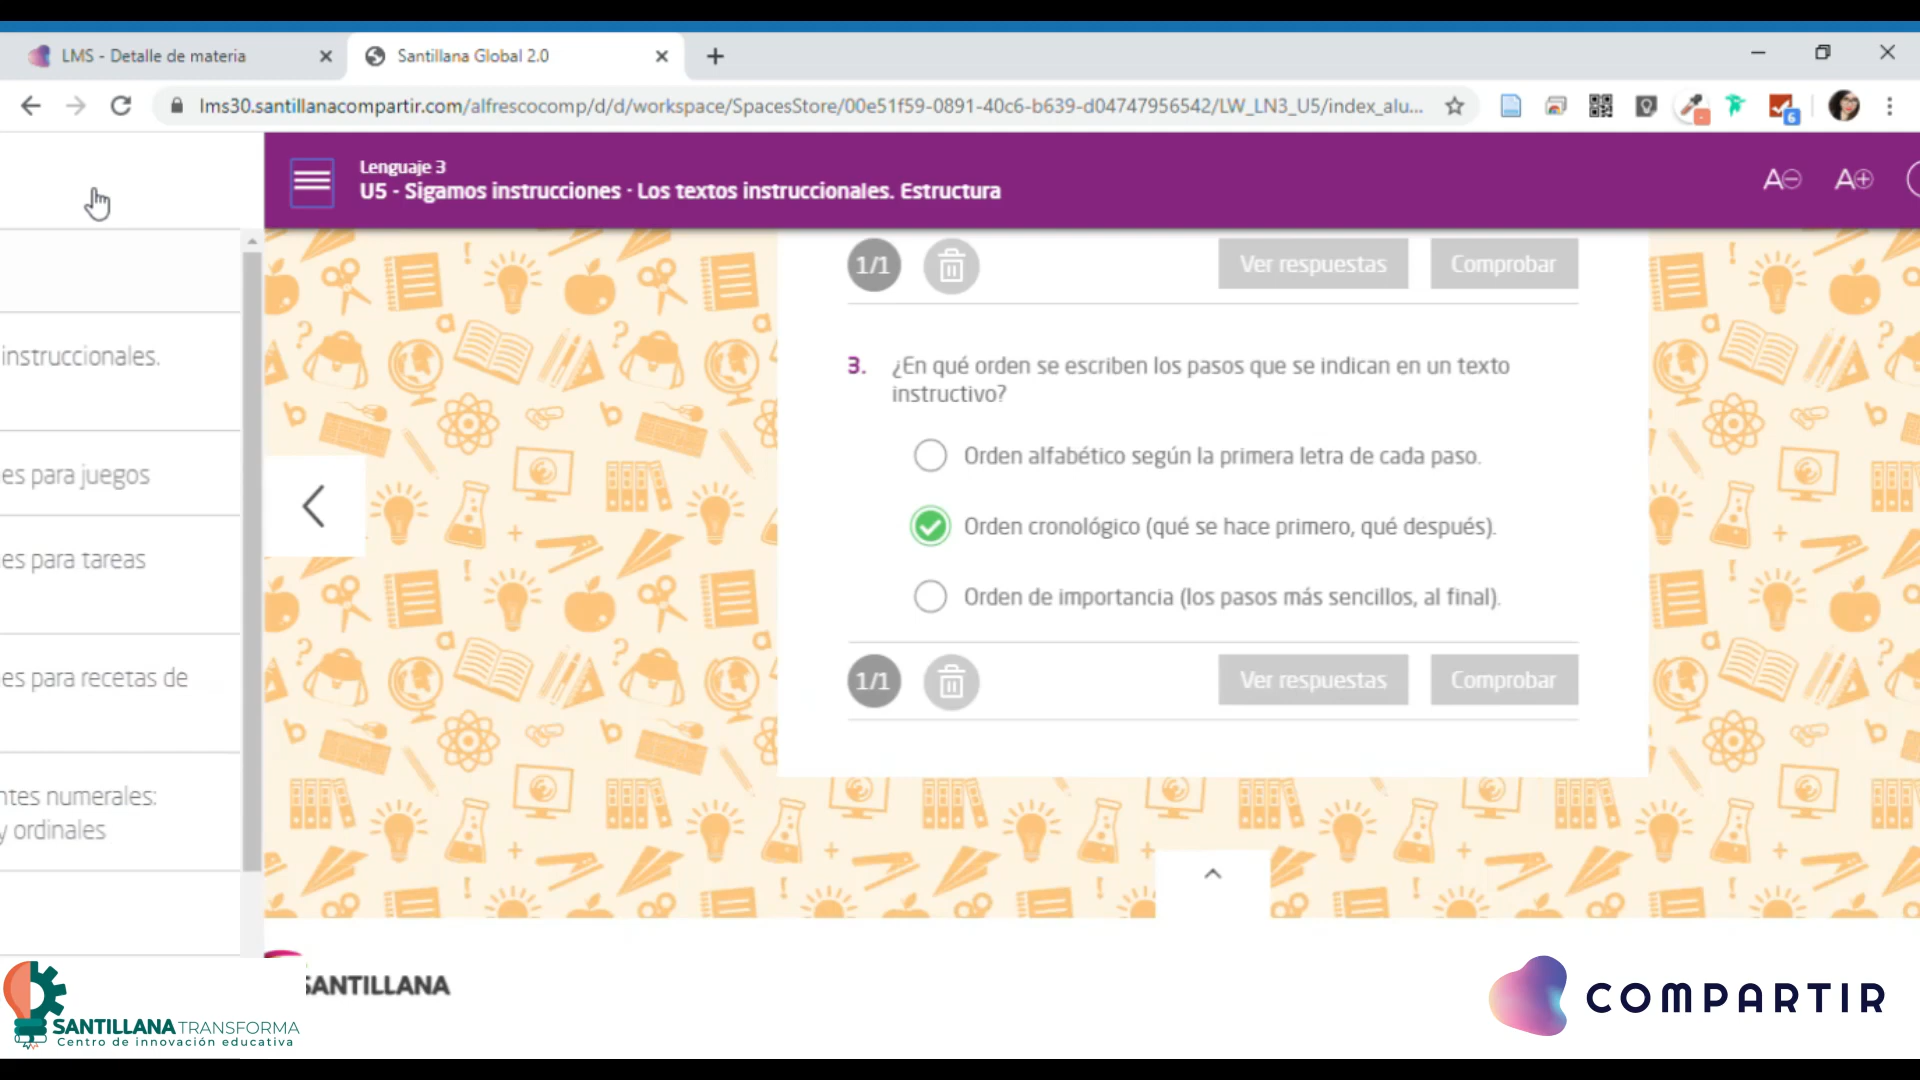 LMS - Detalle de materia
Santillana Global 2.0
lms30.santillanacompartir.com/alfrescocomp/d/d/workspace/SpacesStore/00e51f59-0891-40c6-b639-d04747956542/LW_LN3_U5/index_alu...
6
Lenguaje 3
U5 - Sigamos instrucciones · Los textos instruccionales. Estructura
A
A
instruccionales.
es para juegos
es para tareas
es para recetas de
ntes numerales:
y ordinales
1/1
Ver respuestas
Comprobar
3. ¿En qué orden se escriben los pasos que se indican en un texto
instructivo?
Orden alfabético según la primera letra de cada paso.
Orden cronológico (qué se hace primero, qué después).
Orden de importancia (los pasos más sencillos, al final).
1/1
Ver respuestas
Comprobar
SANTILLANA
SANTILLANA TRANSFORMA
Centro de innovación educativa
COMPARTIR